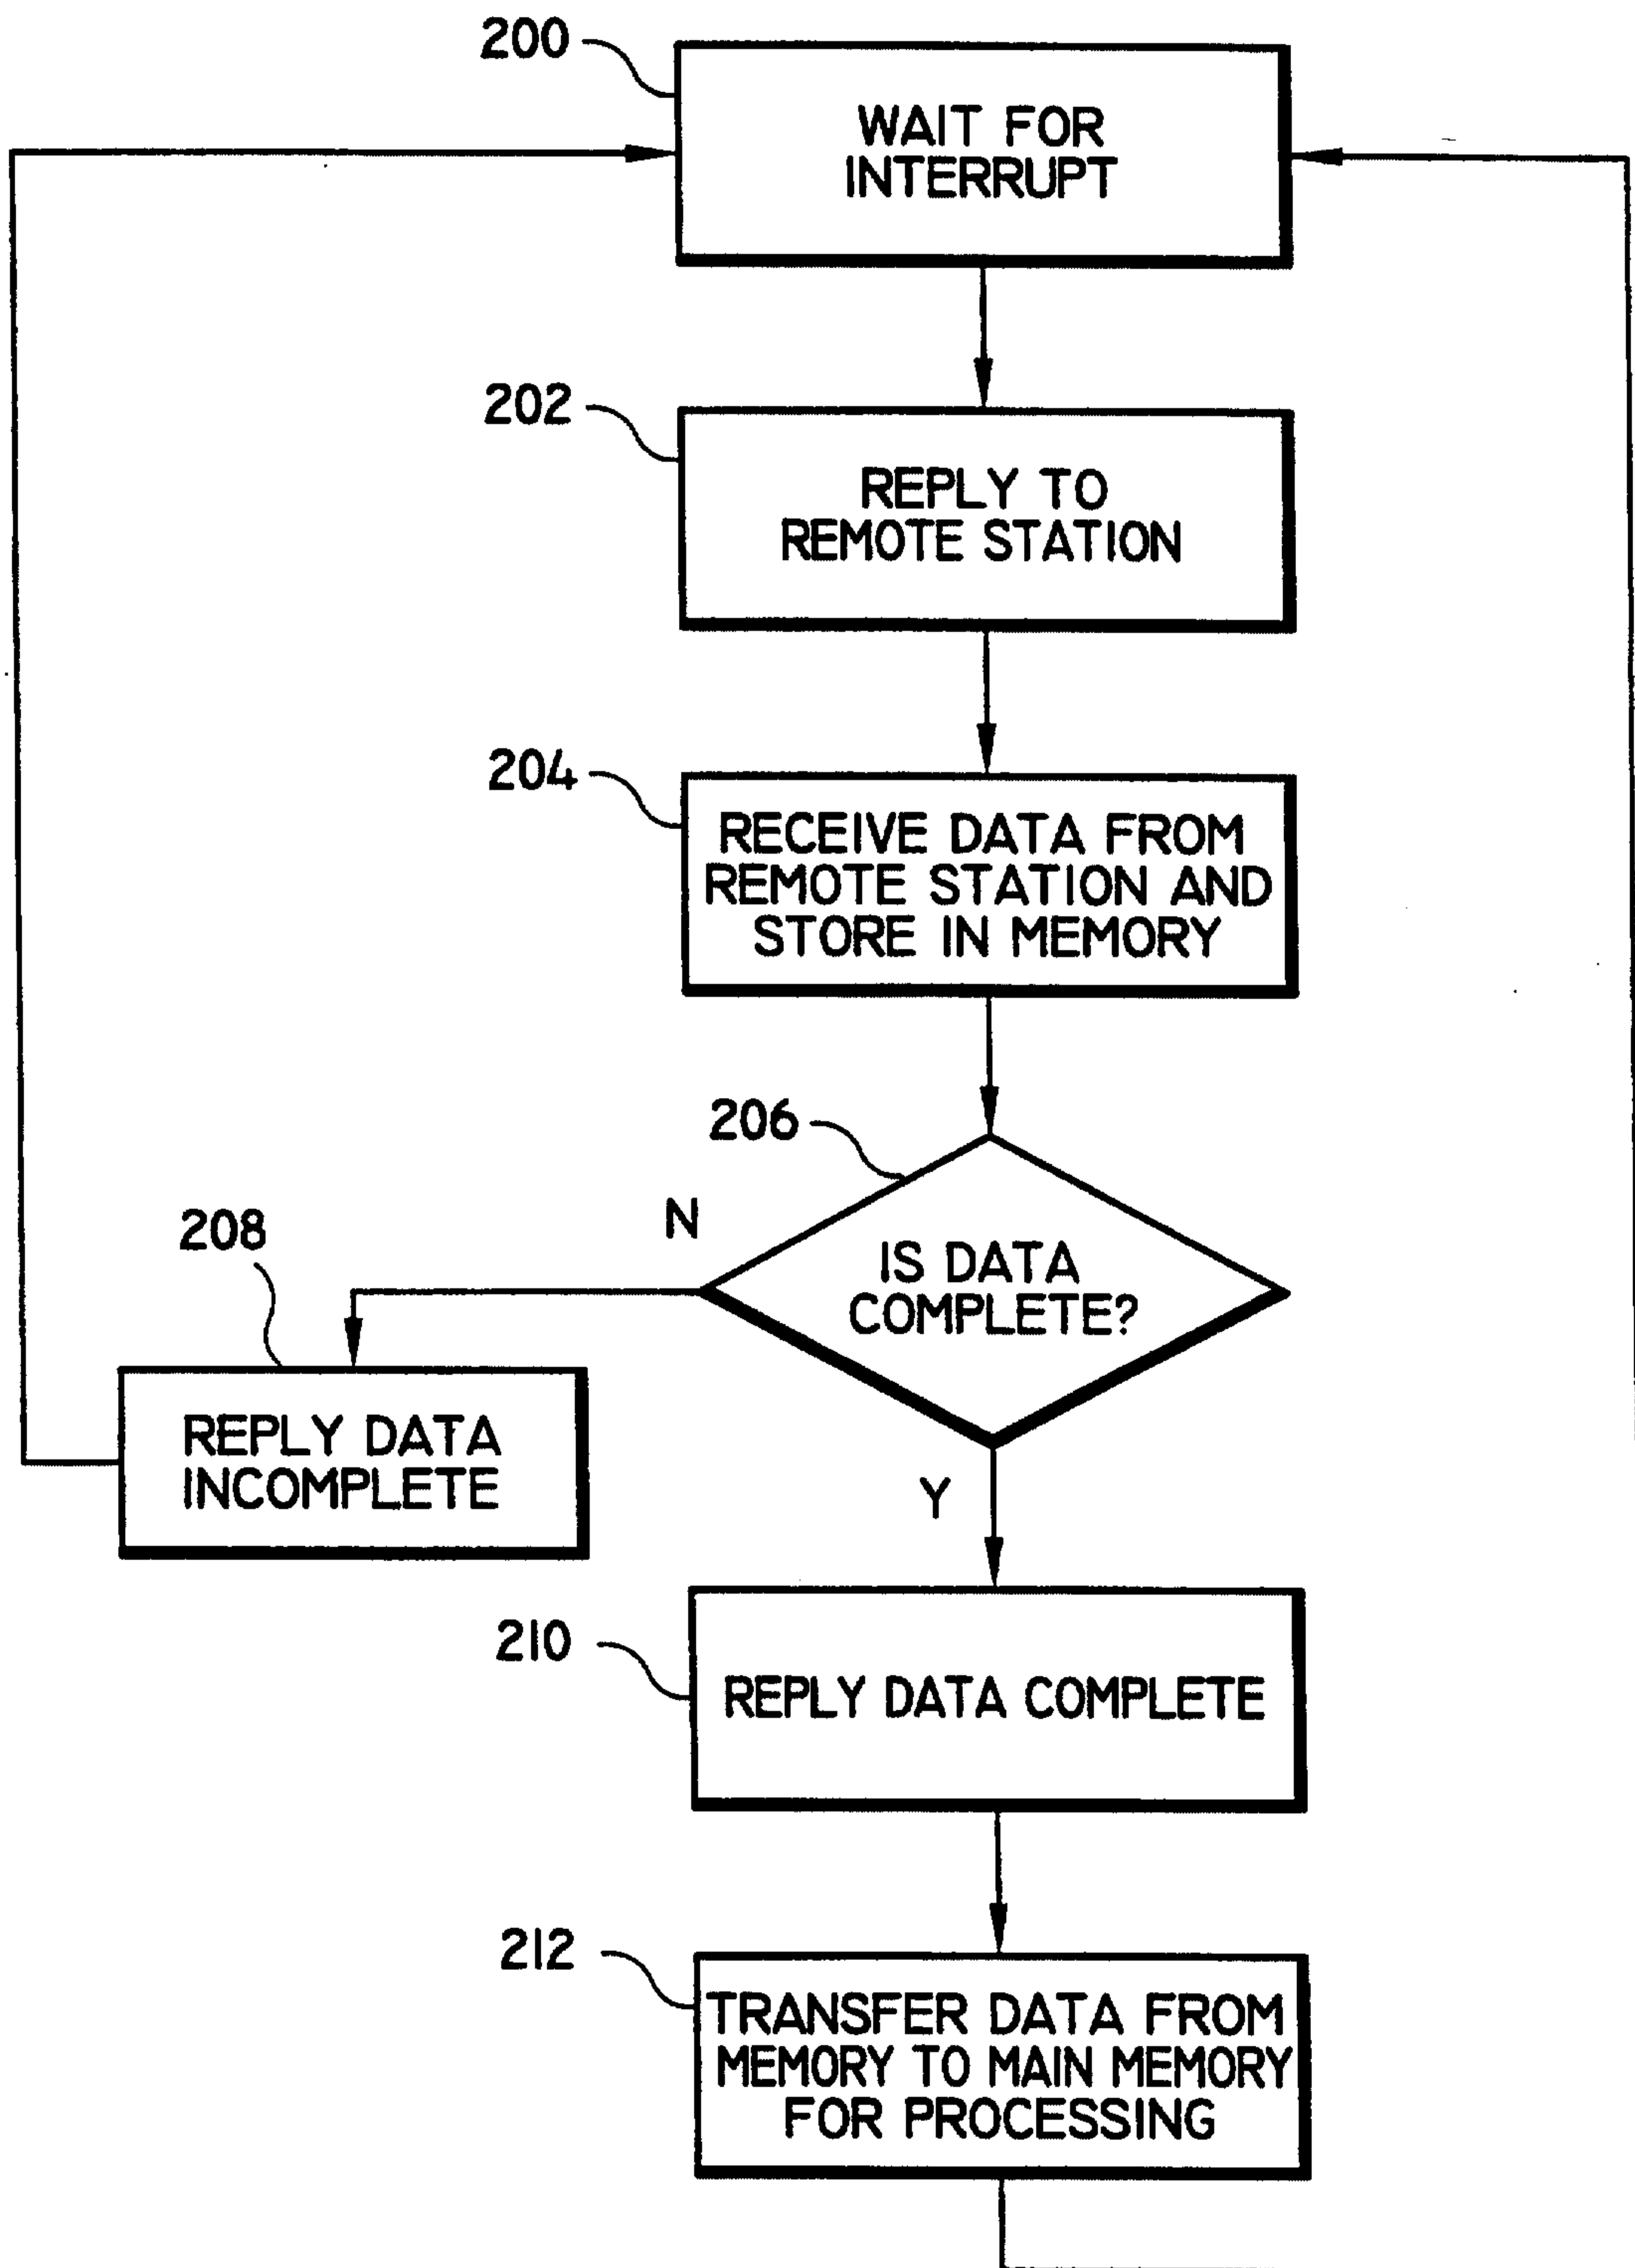 200
WAIT FOR
INTERRUPT
202
REPLY TO
REMOTE STATION
204
RECEIVE DATA FROM
REMOTE STATION AND
STORE IN MEMORY
206
N
IS DATA
COMPLETE?
208
REPLY DATA
INCOMPLETE
Y
210
REPLY DATA COMPLETE
212
TRANSFER DATA FROM
MEMORY TO MAIN MEMORY
FOR PROCESSING